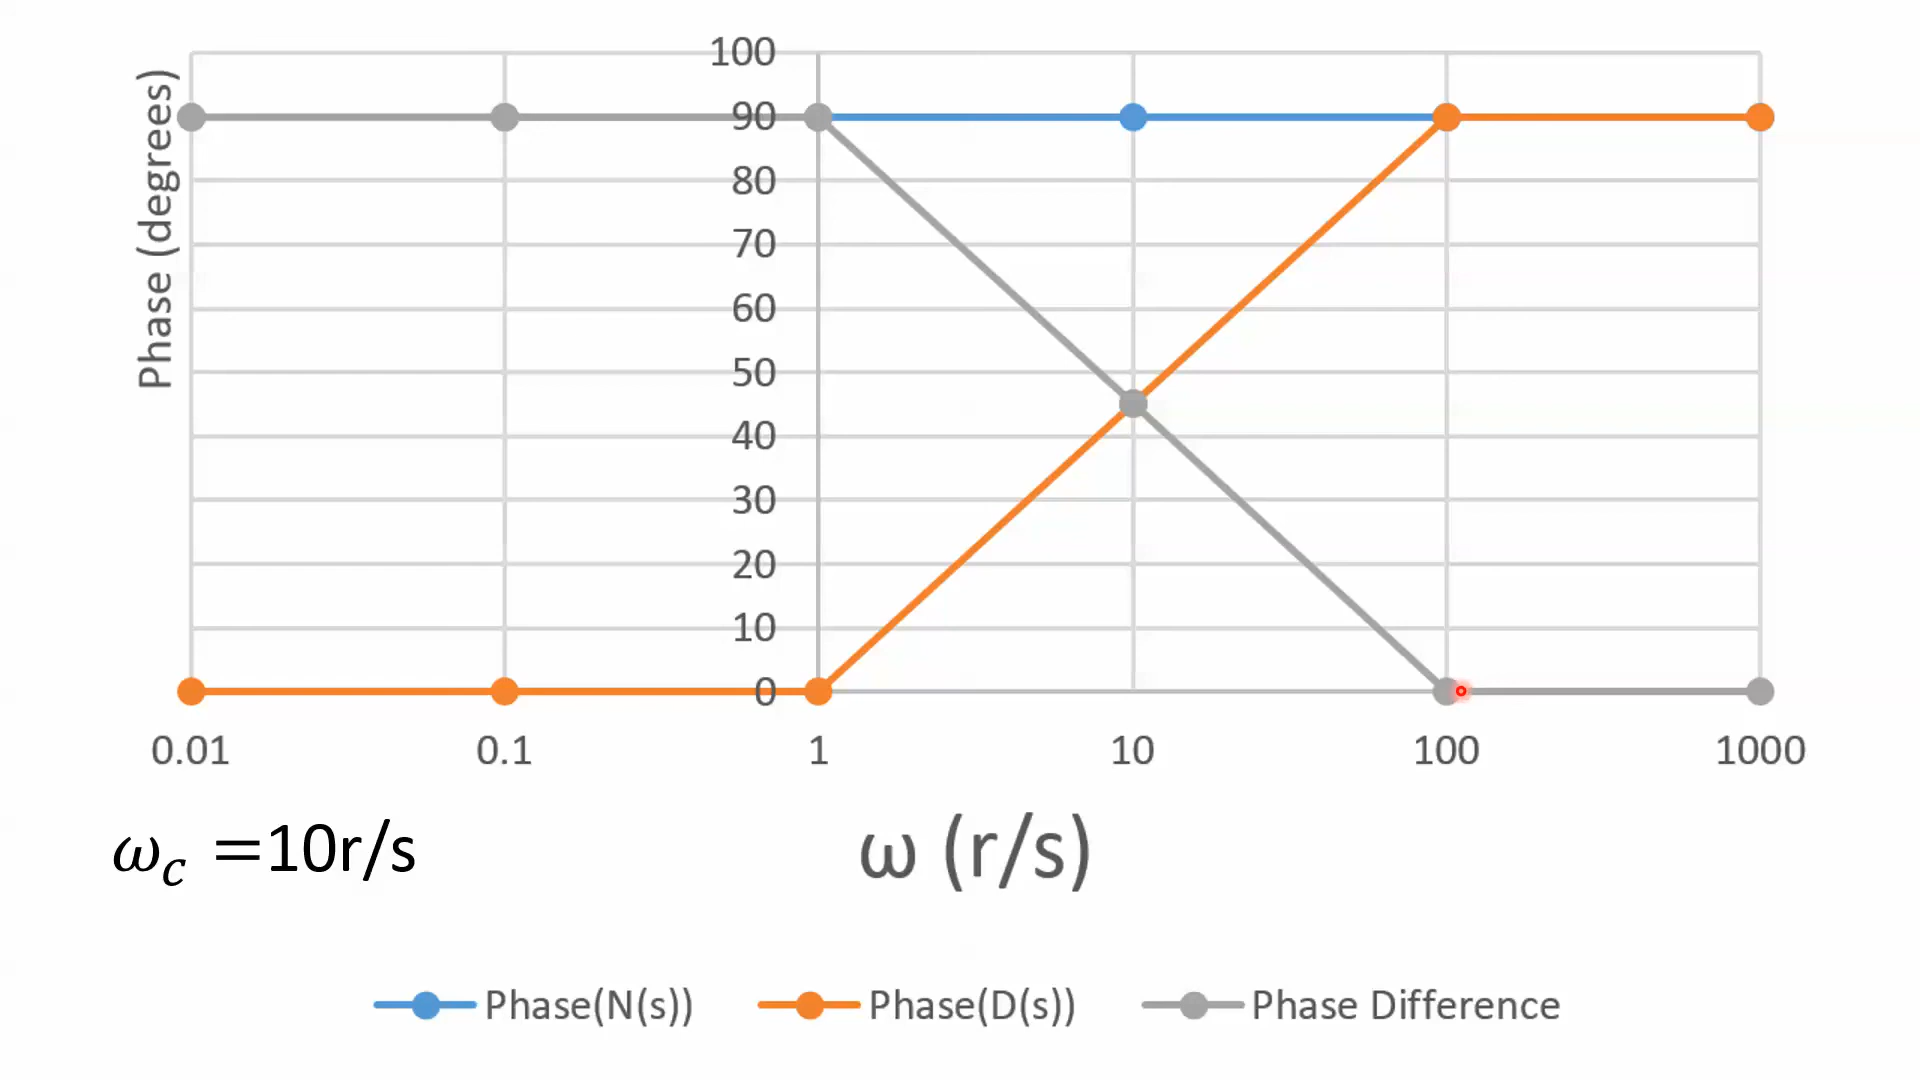 Phase (degrees)
100
90
80
70
60
50
40
30
20
10
0
0.01 0.1 1 10 100 1000
ω_c =10r/s
ω (r/s)
Phase(N(s)) Phase(D(s)) Phase Difference